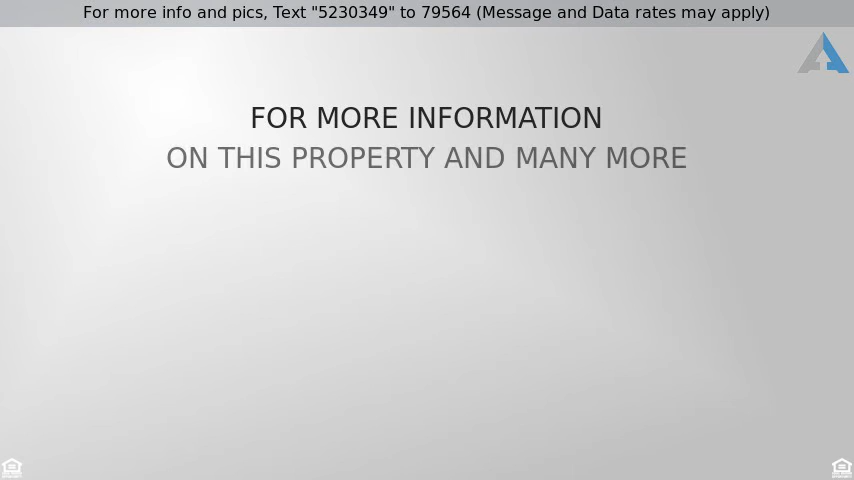 For more info and pics, Text "5230349" to 79564 (Message and Data rates may apply)
FOR MORE INFORMATION
ON THIS PROPERTY AND MANY MORE